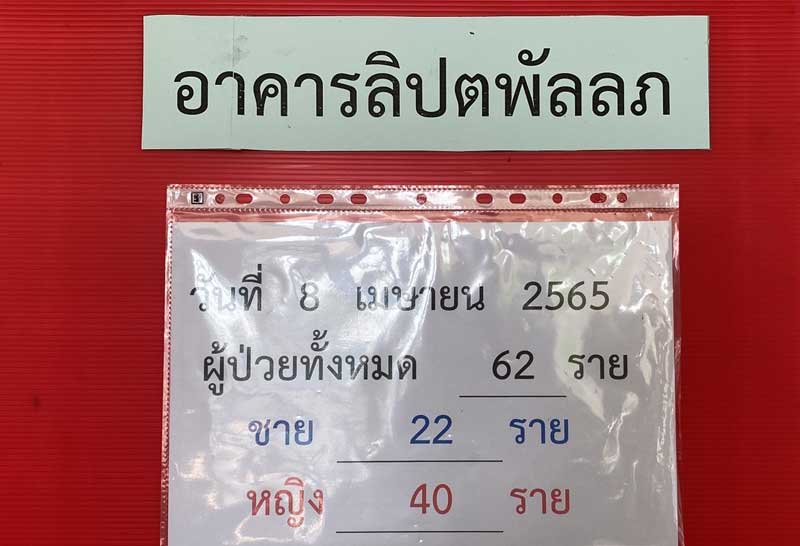 อาคารลิปตพัลลภ
วันที่ 8 เมษายน 2565
ผู้ป่วยทั้งหมด 62 ราย
ชาย 22 ราย
หญิง 40 ราย